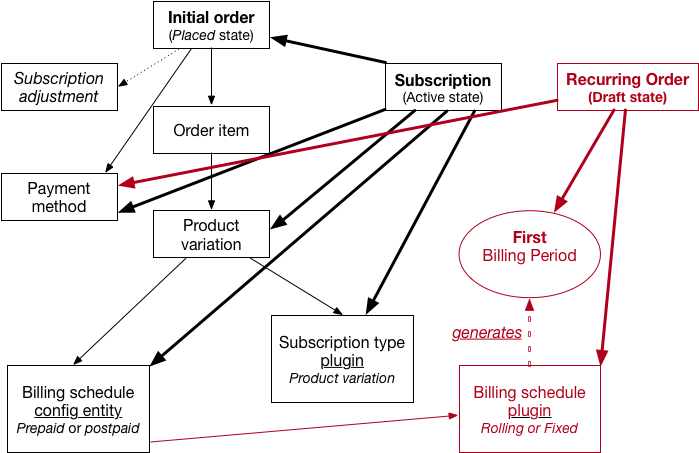 Initial order
(Placed state)
Subscription
adjustment
Subscription
(Active state)
Recurring Order
(Draft state)
Order item
Payment
method
Product
variation
First
Billing Period
generates
Subscription type
plugin
Product variation
Billing schedule
config entity
Prepaid or postpaid
Billing schedule
plugin
Rolling or Fixed